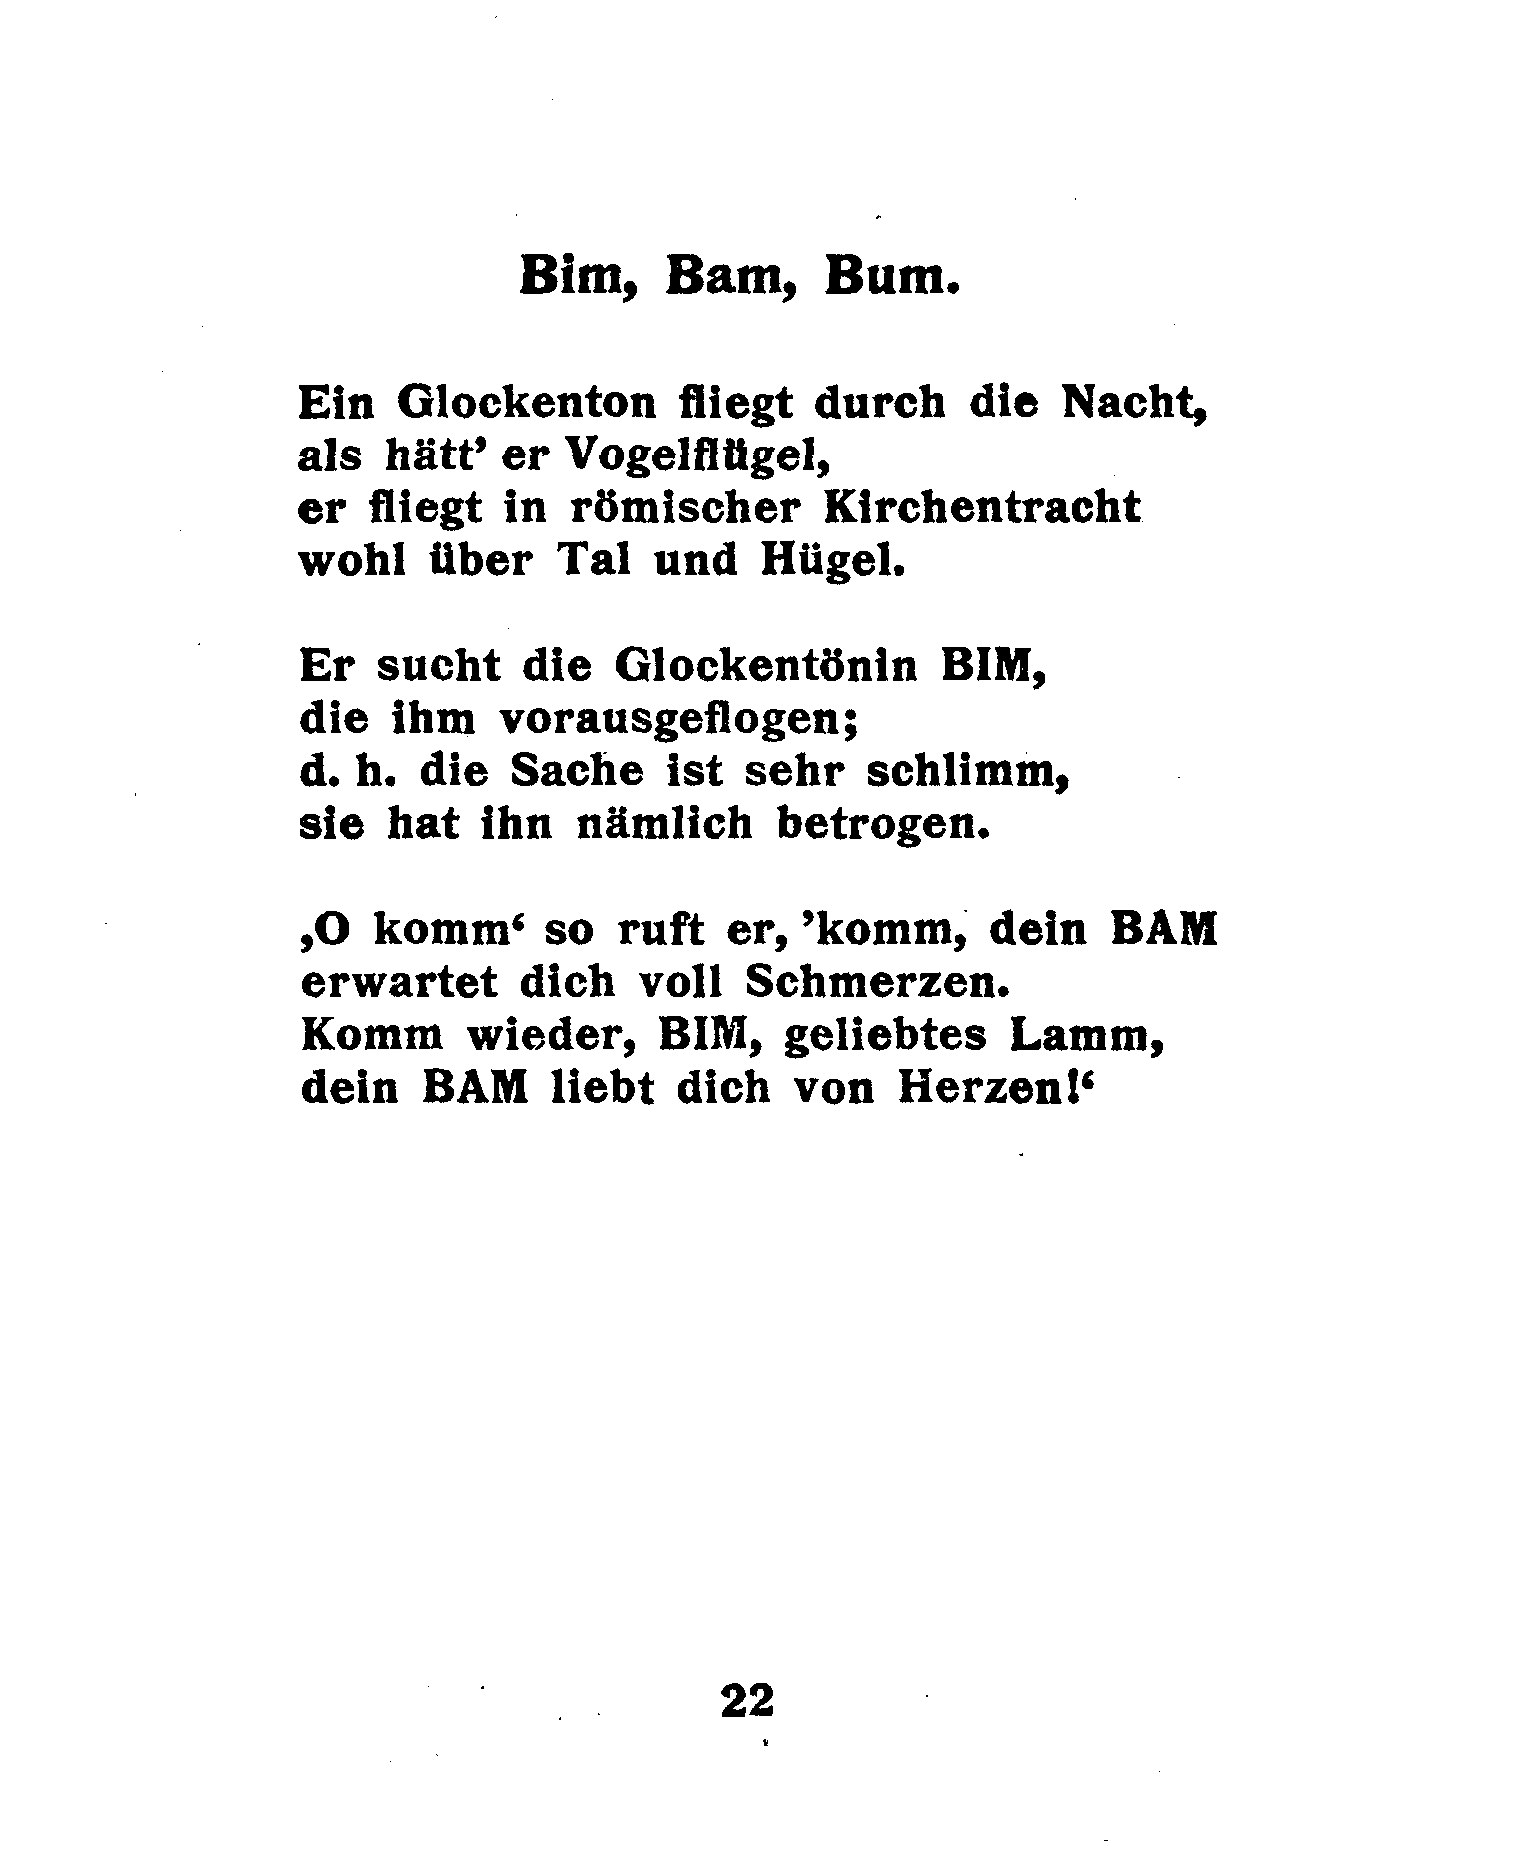 Bim, Bam, Bum.
Ein Glockenton fliegt durch die Nacht,
als hätt’ er Vogelflügel,
er fliegt in römischer Kirchentracht
wohl über Tal und Hügel.
Er sucht die Glockentönin BIM,
die ihm vorausgeflogen;
d. h. die Sache ist sehr schlimm,
sie hat ihn nämlich betrogen.
‚O komm‘ so ruft er, ’komm, dein BAM
erwartet dich voll Schmerzen.
Komm wieder, BIM, geliebtes Lamm,
dein BAM liebt dich von Herzen!‘
22